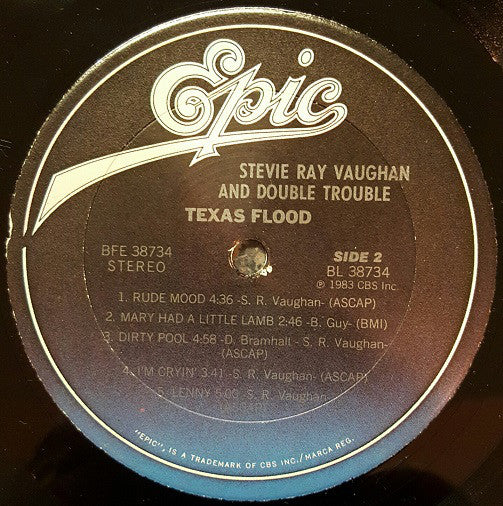 Epic
STEVIE RAY VAUGHAN
AND DOUBLE TROUBLE
TEXAS FLOOD
BFE 38734
STEREO
SIDE 2
BL 38734
℗ 1983 CBS Inc.
1. RUDE MOOD 4:36 -S. R. Vaughan- (ASCAP)
2. MARY HAD A LITTLE LAMB 2:46 -B. Guy- (BMI)
3. DIRTY POOL 4:58 -D. Bramhall - S. R. Vaughan-
(ASCAP)
4. I'M CRYIN' 3:41 -S. R. Vaughan- (ASCAP)
5. LENNY 5:00 -S. R. Vaughan-
(ASCAP)
"EPIC", IS A TRADEMARK OF CBS INC./MARCA REG.